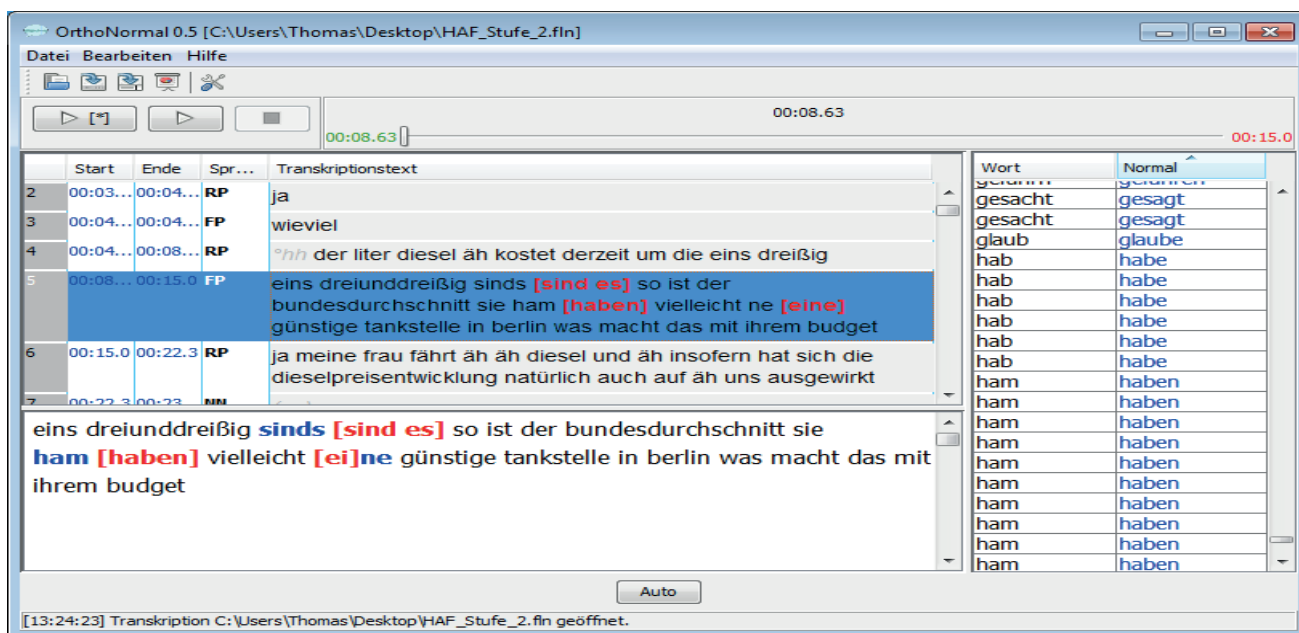 OrthoNormal 0.5 [C:\Users\Thomas\Desktop\HAF_Stufe_2.fln]
Datei Bearbeiten Hilfe
[*]
00:08.63
00:08.63 00:15.0
Start Ende Spr... Transkriptionstext
2 00:03... 00:04... RP ja
3 00:04... 00:04... FP wieviel
4 00:04... 00:08... RP °hh der liter diesel äh kostet derzeit um die eins dreißig
5 00:08... 00:15.0 FP eins dreiunddreißig sinds [sind es] so ist der
bundesdurchschnitt sie ham [haben] vielleicht ne [eine]
günstige tankstelle in berlin was macht das mit ihrem budget
6 00:15.0 00:22.3 RP ja meine frau fährt äh äh diesel und äh insofern hat sich die
dieselpreisentwicklung natürlich auch auf äh uns ausgewirkt
7 00:22.3 00:23... NN
eins dreiunddreißig sinds [sind es] so ist der bundesdurchschnitt sie
ham [haben] vielleicht [ei]ne günstige tankstelle in berlin was macht das mit
ihrem budget
Wort Normal
gesacht gesagt
gesacht gesagt
glaub glaube
hab habe
hab habe
hab habe
hab habe
hab habe
hab habe
ham haben
ham haben
ham haben
ham haben
ham haben
ham haben
ham haben
ham haben
ham haben
ham haben
Auto
[13:24:23] Transkription C:\Users\Thomas\Desktop\HAF_Stufe_2.fln geöffnet.